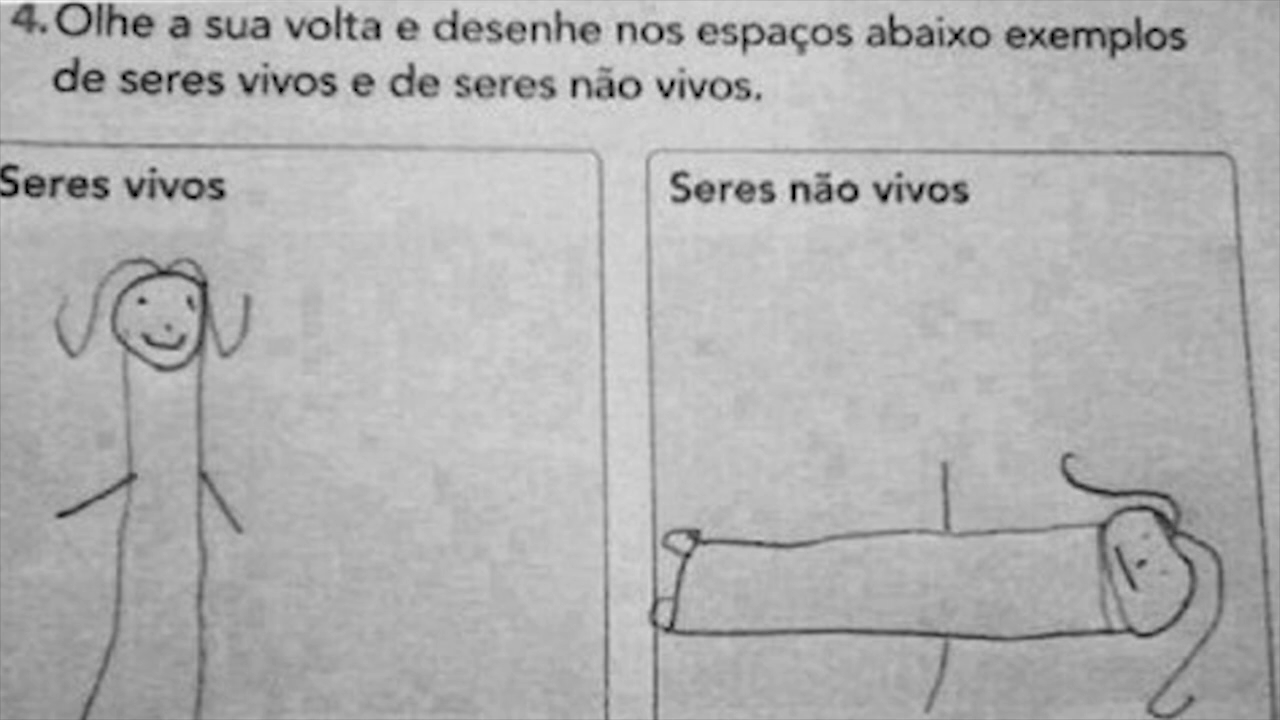 4. Olhe a sua volta e desenhe nos espaços abaixo exemplos
de seres vivos e de seres não vivos.
Seres vivos
Seres não vivos